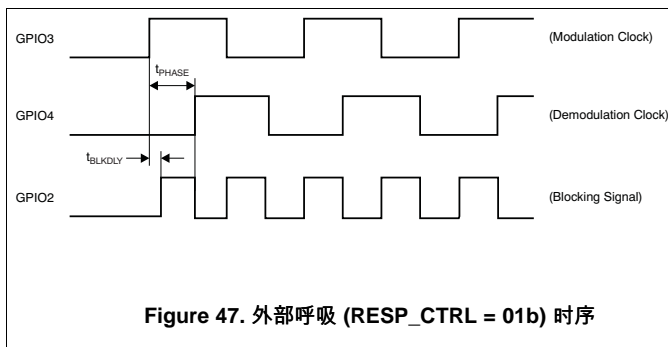 GPIO3
(Modulation Clock)
tPHASE
GPIO4
(Demodulation Clock)
tBLKDLY
GPIO2
(Blocking Signal)
Figure 47. 外部呼吸 (RESP_CTRL = 01b) 时序